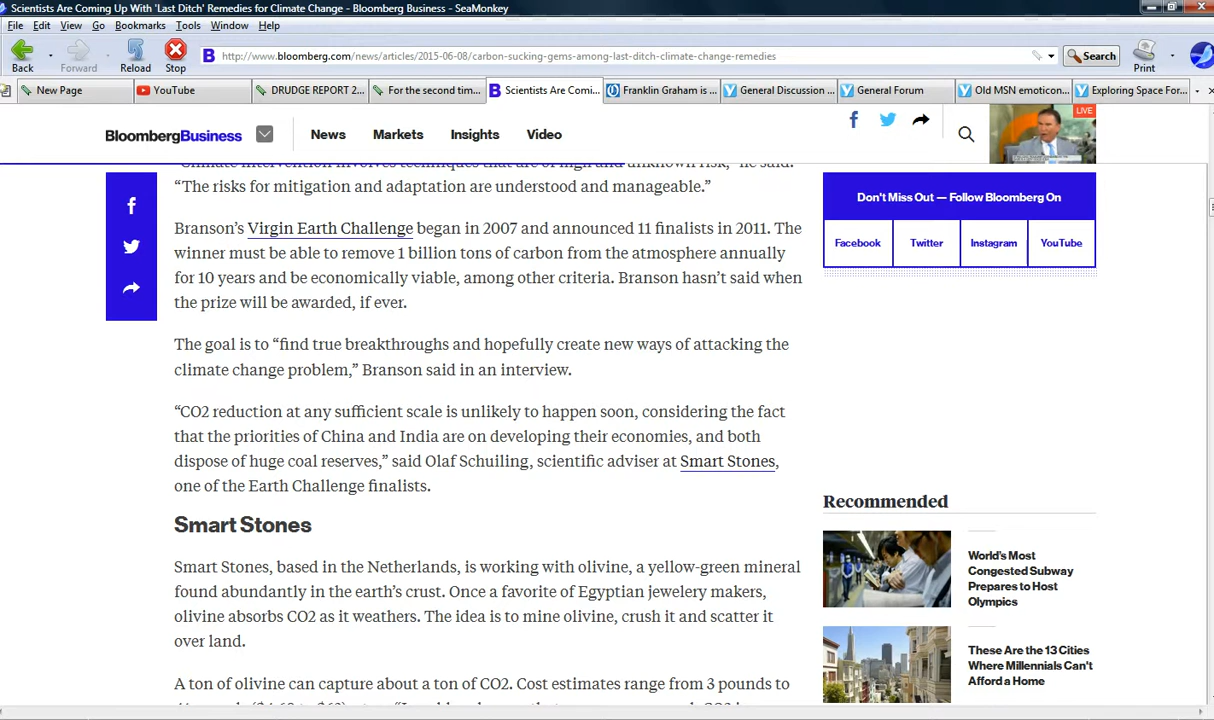 Scientists Are Coming Up With 'Last Ditch' Remedies for Climate Change - Bloomberg Business - SeaMonkey
File Edit View Go Bookmarks Tools Window Help
Back Forward Reload Stop
http://www.bloomberg.com/news/articles/2015-06-08/carbon-sucking-gems-among-last-ditch-climate-change-remedies
Search Print
New Page
YouTube
DRUDGE REPORT 2...
For the second tim...
Scientists Are Comi...
Franklin Graham is ...
General Discussion ...
General Forum
Old MSN emoticon...
Exploring Space For...
BloombergBusiness
News Markets Insights Video
LIVE
"Climate intervention involves techniques that are of high and unknown risk," he said.
“The risks for mitigation and adaptation are understood and manageable.”
Branson’s Virgin Earth Challenge began in 2007 and announced 11 finalists in 2011. The
winner must be able to remove 1 billion tons of carbon from the atmosphere annually
for 10 years and be economically viable, among other criteria. Branson hasn’t said when
the prize will be awarded, if ever.
The goal is to “find true breakthroughs and hopefully create new ways of attacking the
climate change problem,” Branson said in an interview.
“CO2 reduction at any sufficient scale is unlikely to happen soon, considering the fact
that the priorities of China and India are on developing their economies, and both
dispose of huge coal reserves,” said Olaf Schuiling, scientific adviser at Smart Stones,
one of the Earth Challenge finalists.
Smart Stones
Smart Stones, based in the Netherlands, is working with olivine, a yellow-green mineral
found abundantly in the earth’s crust. Once a favorite of Egyptian jewelery makers,
olivine absorbs CO2 as it weathers. The idea is to mine olivine, crush it and scatter it
over land.
A ton of olivine can capture about a ton of CO2. Cost estimates range from 3 pounds to
Don't Miss Out — Follow Bloomberg On
Facebook Twitter Instagram YouTube
Recommended
World’s Most
Congested Subway
Prepares to Host
Olympics
These Are the 13 Cities
Where Millennials Can't
Afford a Home